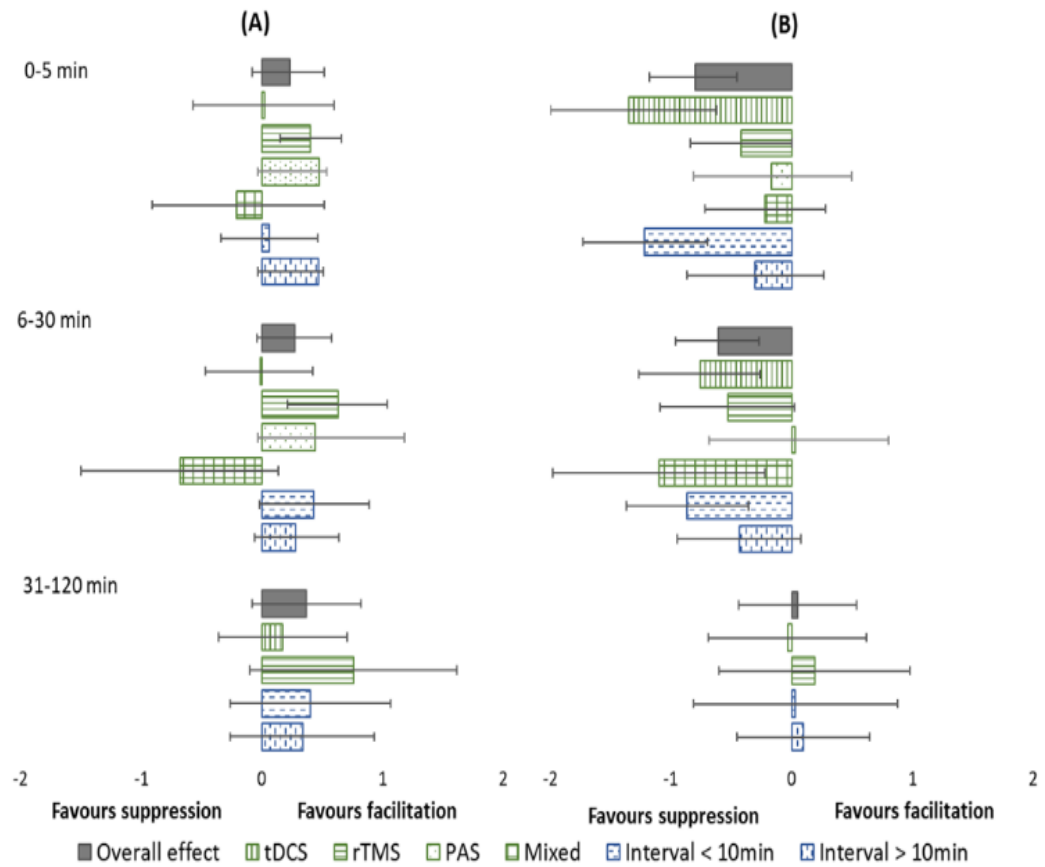 (A) (B)
0-5 min
6-30 min
31-120 min
-2 -1 0 1 2 -2 -1 0 1 2
Favours suppression Favours facilitation Favours suppression Favours facilitation
Overall effect tDCS rTMS PAS Mixed Interval < 10min Interval > 10min